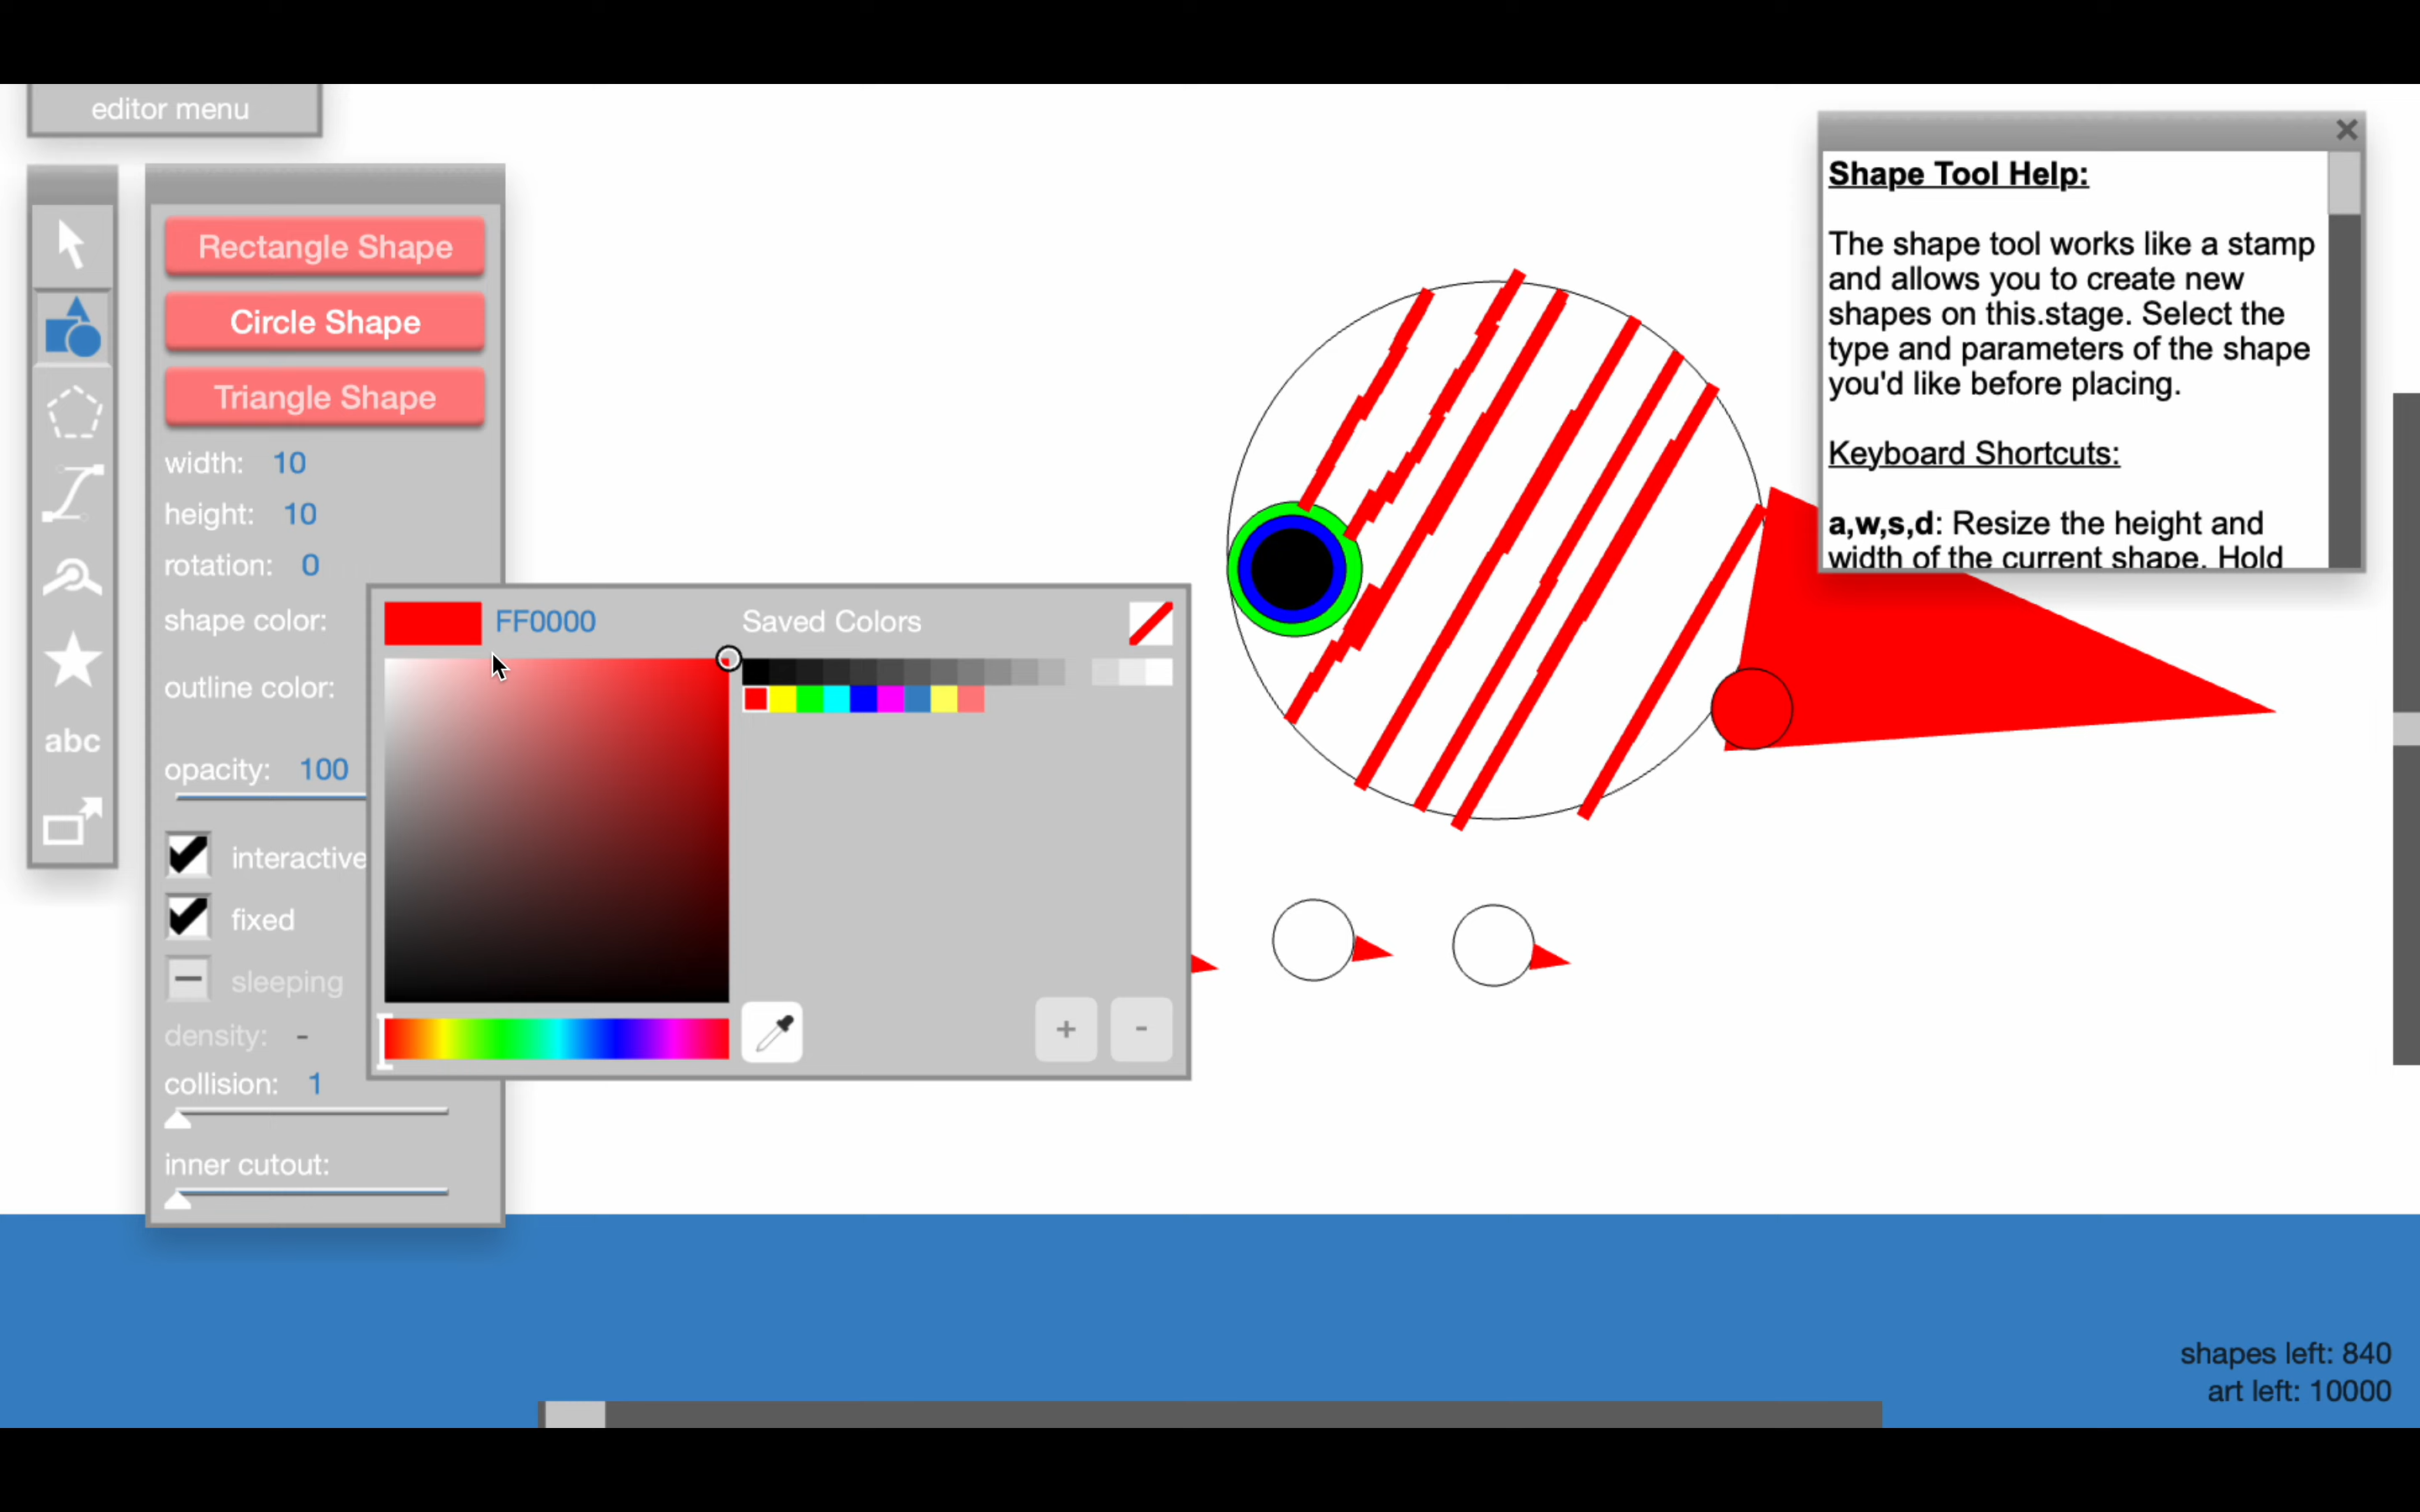 editor menu
Rectangle Shape
Circle Shape
Triangle Shape
width: 10
height: 10
rotation: 0
shape color:
outline color:
opacity: 100
interactive
fixed
sleeping
density: -
collision: 1
inner cutout:
abc
FF0000
Saved Colors
+ -
Shape Tool Help:
The shape tool works like a stamp
and allows you to create new
shapes on this.stage. Select the
type and parameters of the shape
you'd like before placing.
Keyboard Shortcuts:
a,w,s,d: Resize the height and
width of the current shape. Hold
shapes left: 840
art left: 10000